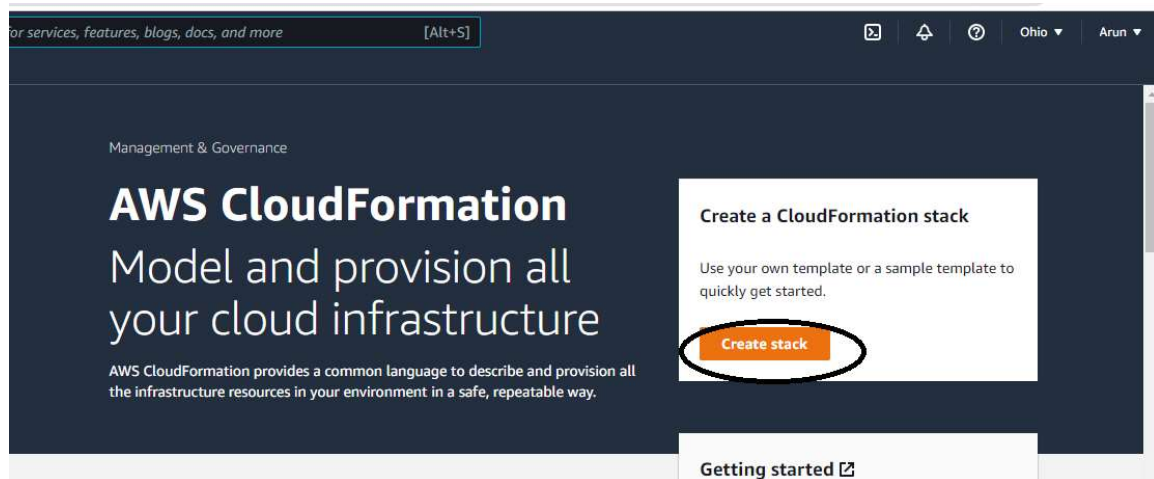 for services, features, blogs, docs, and more [Alt+S] Ohio ▼ Arun ▼
Management & Governance
AWS CloudFormation
Model and provision all
your cloud infrastructure
AWS CloudFormation provides a common language to describe and provision all
the infrastructure resources in your environment in a safe, repeatable way.
Create a CloudFormation stack
Use your own template or a sample template to
quickly get started.
Create stack
Getting started